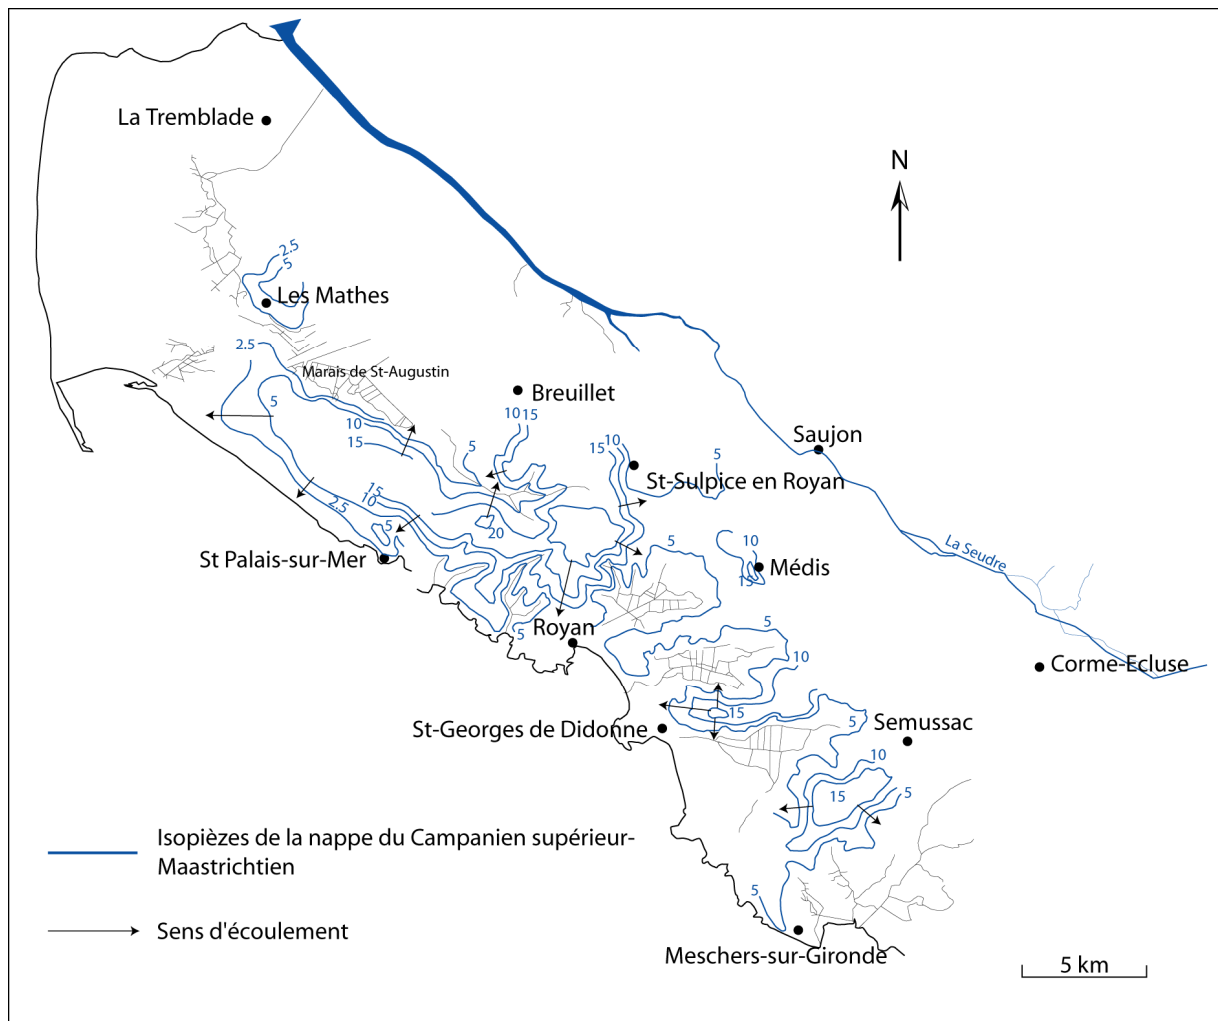 La Tremblade
N
2.5
5
Les Mathes
2.5
Marais de St-Augustin
5
Breuillet
10
15
10
15
5
15
10
5
Saujon
St-Sulpice en Royan
15
10
2.5
5
20
St Palais-sur-Mer
5
10
15
Médis
La Seudre
5
Royan
5
10
Corme-Ecluse
15
St-Georges de Didonne
5
Semussac
10
15
5
Isopièzes de la nappe du Campanien supérieur-
Maastrichtien
5
Sens d'écoulement
Meschers-sur-Gironde
5 km